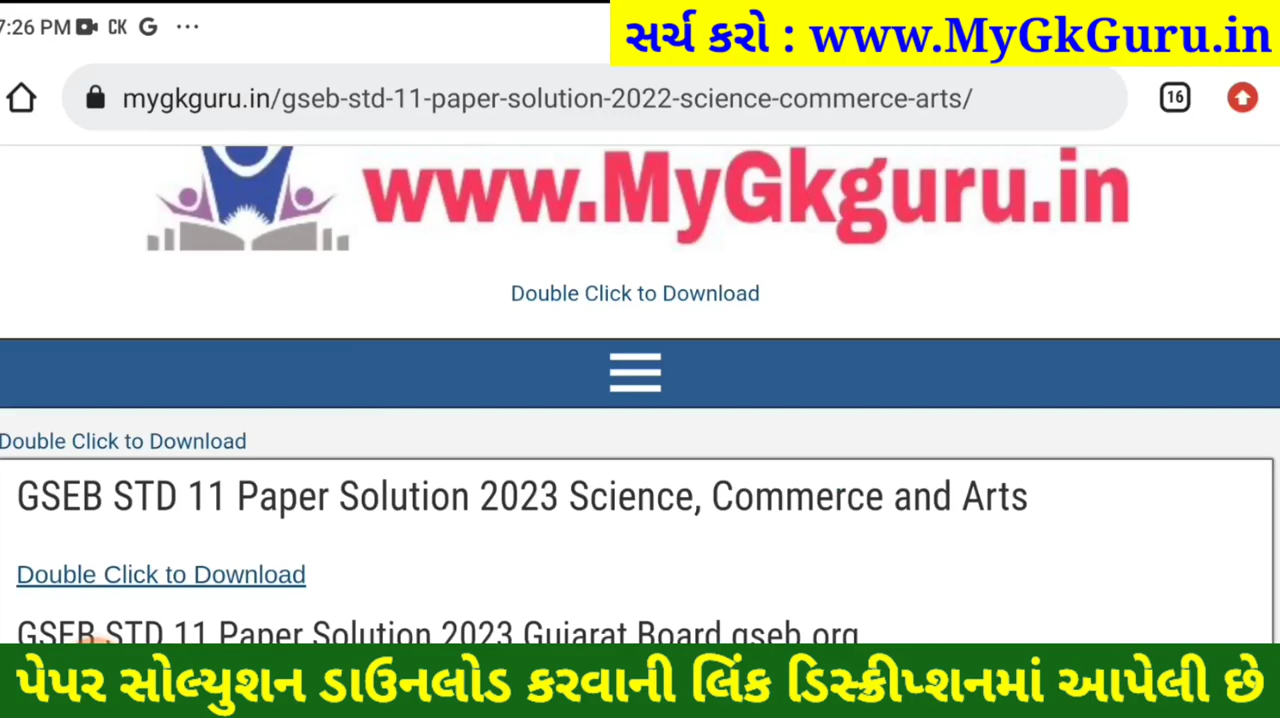 7:26 PM CK G ...
સર્ચ કરો : www.MyGkGuru.in
mygkguru.in/gseb-std-11-paper-solution-2022-science-commerce-arts/
16
www.MyGkguru.in
Double Click to Download
Double Click to Download
GSEB STD 11 Paper Solution 2023 Science, Commerce and Arts
Double Click to Download
GSEB STD 11 Paper Solution 2023 Gujarat Board gseb.org
પેપર સોલ્યુશન ડાઉનલોડ કરવાની લિંક ડિસ્ક્રીપ્શનમાં આપેલી છે